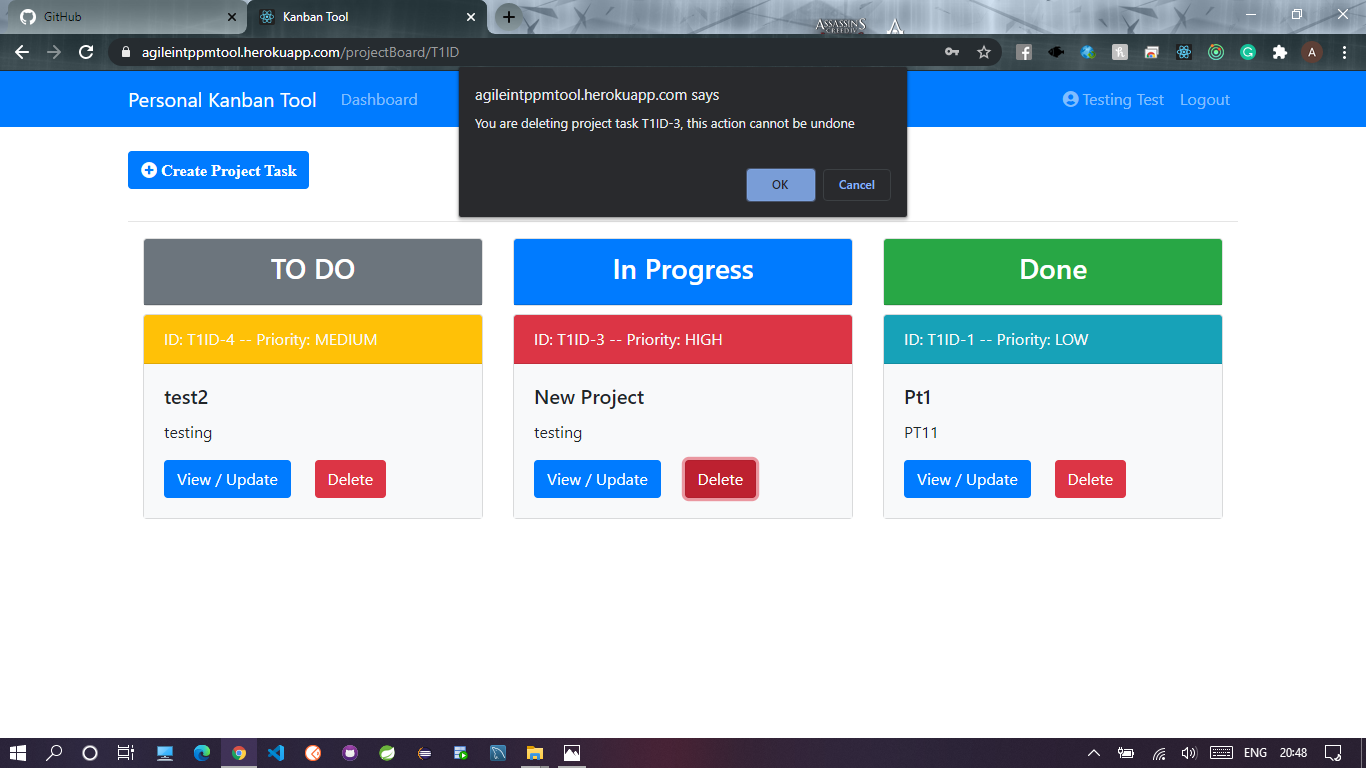 GitHub
Kanban Tool
ASSASSINS
CREED IV
agileintppmtool.herokuapp.com/projectBoard/T1ID
A
agileintppmtool.herokuapp.com says
You are deleting project task T1ID-3, this action cannot be undone
OK
Cancel
Personal Kanban Tool
Dashboard
Testing Test
Logout
Create Project Task
TO DO
In Progress
Done
ID: T1ID-4 -- Priority: MEDIUM
test2
testing
View / Update
Delete
ID: T1ID-3 -- Priority: HIGH
New Project
testing
View / Update
Delete
ID: T1ID-1 -- Priority: LOW
Pt1
PT11
View / Update
Delete
ENG
20:48